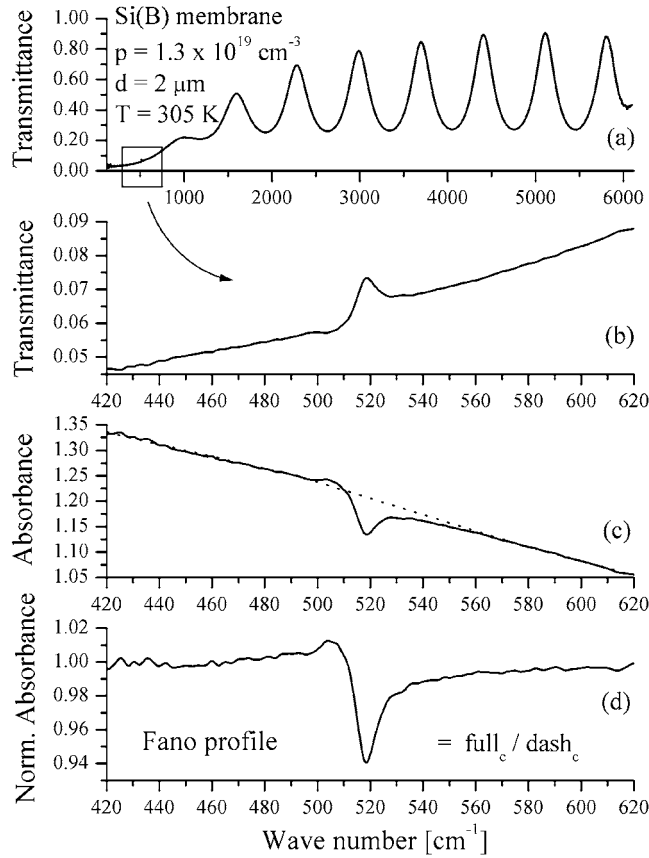 Transmittance
1.00
0.80
0.60
0.40
0.20
0.00
Si(B) membrane
p = 1.3 x 10¹⁹ cm⁻³
d = 2 μm
T = 305 K
(a)
1000 2000 3000 4000 5000 6000
Transmittance
0.09
0.08
0.07
0.06
0.05
(b)
420 440 460 480 500 520 540 560 580 600 620
Absorbance
1.35
1.30
1.25
1.20
1.15
1.10
1.05
(c)
420 440 460 480 500 520 540 560 580 600 620
Norm. Absorbance
1.02
1.00
0.98
0.96
0.94
(d)
Fano profile = full_c / dash_c
420 440 460 480 500 520 540 560 580 600 620
Wave number [cm⁻¹]